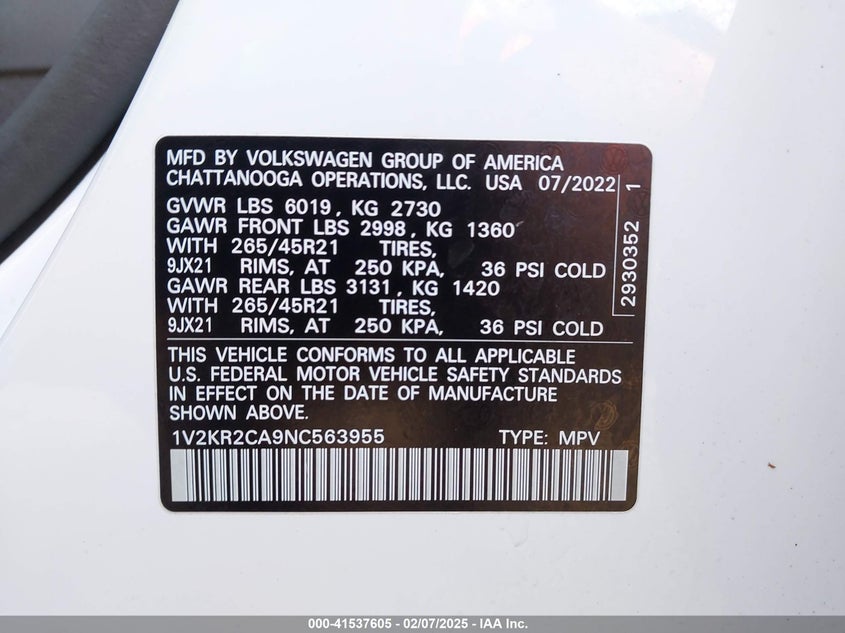 MFD BY VOLKSWAGEN GROUP OF AMERICA
CHATTANOOGA OPERATIONS, LLC. USA 07/2022
GVWR LBS 6019, KG 2730
GAWR FRONT LBS 2998, KG 1360
WITH 265/45R21 TIRES,
9JX21 RIMS, AT 250 KPA, 36 PSI COLD
GAWR REAR LBS 3131, KG 1420
WITH 265/45R21 TIRES,
9JX21 RIMS, AT 250 KPA, 36 PSI COLD
2930352 1
THIS VEHICLE CONFORMS TO ALL APPLICABLE
U.S. FEDERAL MOTOR VEHICLE SAFETY STANDARDS
IN EFFECT ON THE DATE OF MANUFACTURE
SHOWN ABOVE.
1V2KR2CA9NC563955 TYPE: MPV
000-41537605 - 02/07/2025 - IAA Inc.